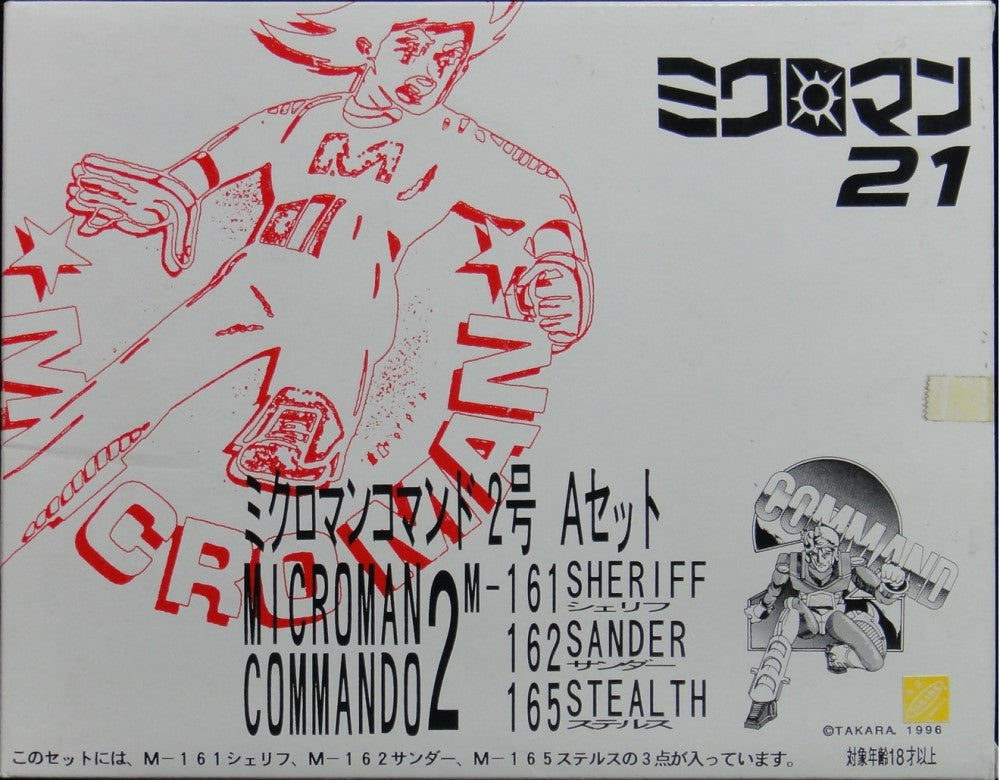 ミクロマン
21
M
MICROMAN
ミクロマンコマンド 2号 Aセット
MICROMAN
COMMANDO 2
M-161 SHERIFF
シェリフ
162 SANDER
サンダー
165 STEALTH
ステルス
COMMAND
TAKARA
©TAKARA 1996
このセットには、M-161シェリフ、M-162サンダー、M-165ステルスの3点が入っています。
対象年齢18才以上